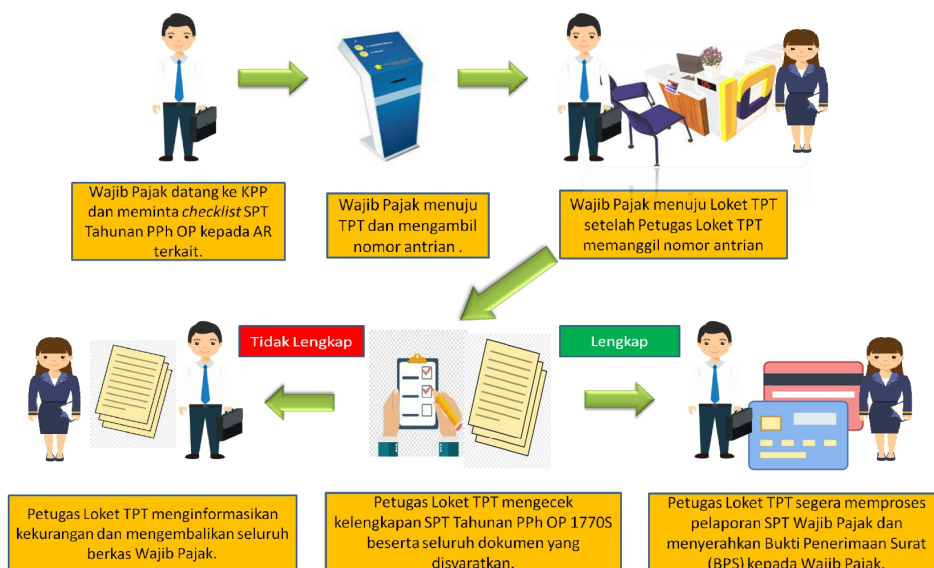 Wajib Pajak datang ke KPP
dan meminta checklist SPT
Tahunan PPh OP kepada AR
terkait.
Wajib Pajak menuju
TPT dan mengambil
nomor antrian .
Wajib Pajak menuju Loket TPT
setelah Petugas Loket TPT
memanggil nomor antrian
Tidak Lengkap
Lengkap
Petugas Loket TPT menginformasikan
kekurangan dan mengembalikan seluruh
berkas Wajib Pajak.
Petugas Loket TPT mengecek
kelengkapan SPT Tahunan PPh OP 1770S
beserta seluruh dokumen yang
disyaratkan.
Petugas Loket TPT segera memproses
pelaporan SPT Wajib Pajak dan
menyerahkan Bukti Penerimaan Surat
(BPS) kepada Wajib Pajak.